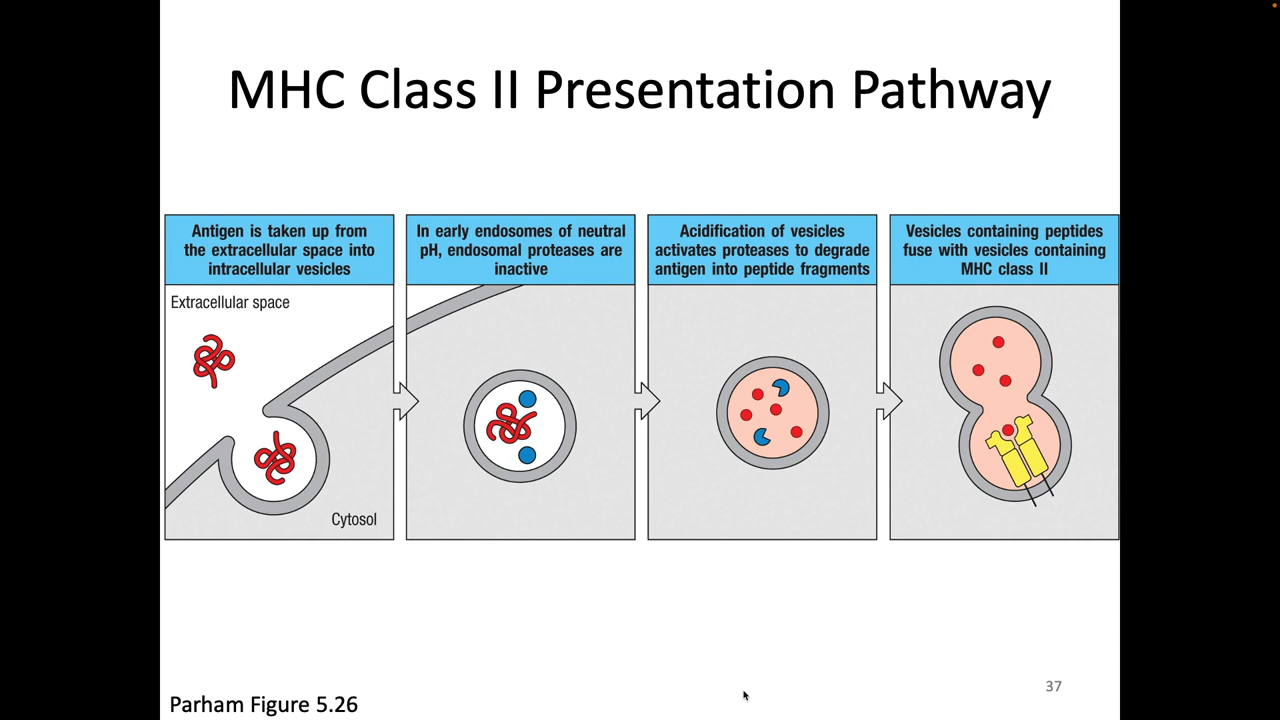 MHC Class II Presentation Pathway
Antigen is taken up from
the extracellular space into
intracellular vesicles
In early endosomes of neutral
pH, endosomal proteases are
inactive
Acidification of vesicles
activates proteases to degrade
antigen into peptide fragments
Vesicles containing peptides
fuse with vesicles containing
MHC class II
Extracellular space
Cytosol
37
Parham Figure 5.26